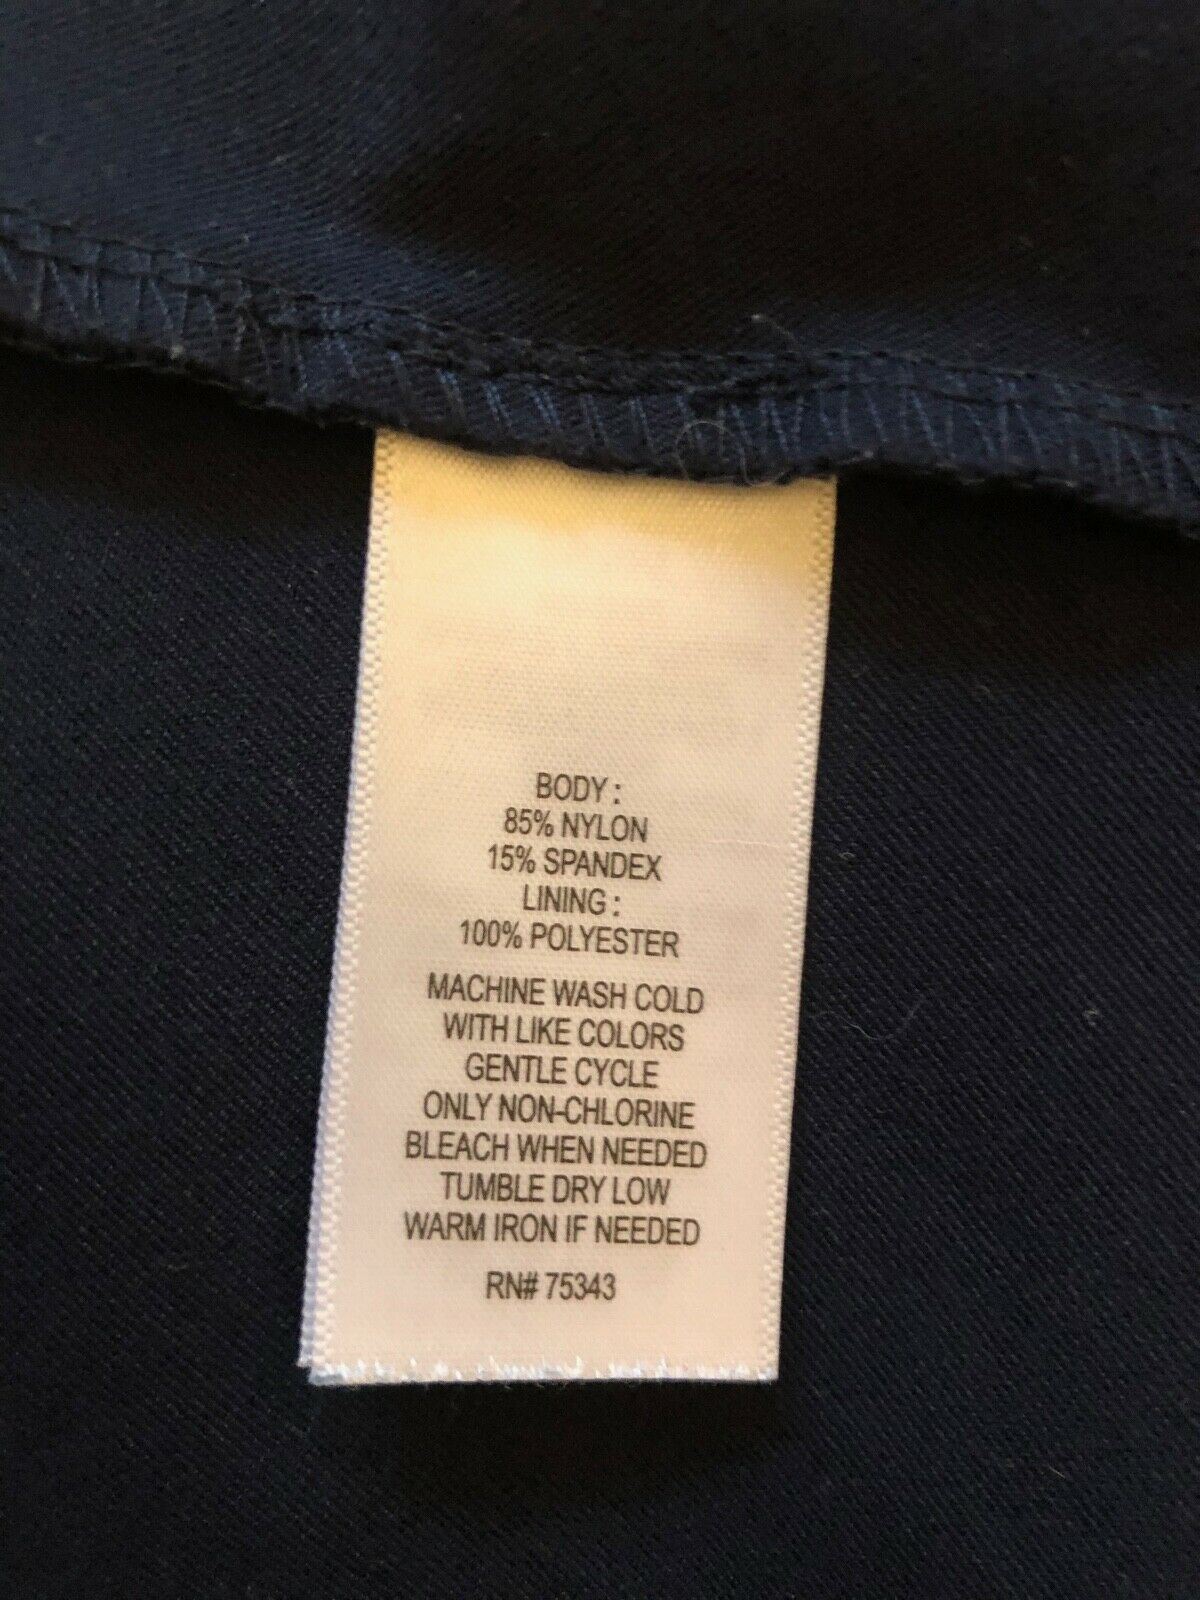 BODY :
85% NYLON
15% SPANDEX
LINING :
100% POLYESTER
MACHINE WASH COLD
WITH LIKE COLORS
GENTLE CYCLE
ONLY NON-CHLORINE
BLEACH WHEN NEEDED
TUMBLE DRY LOW
WARM IRON IF NEEDED
RN# 75343